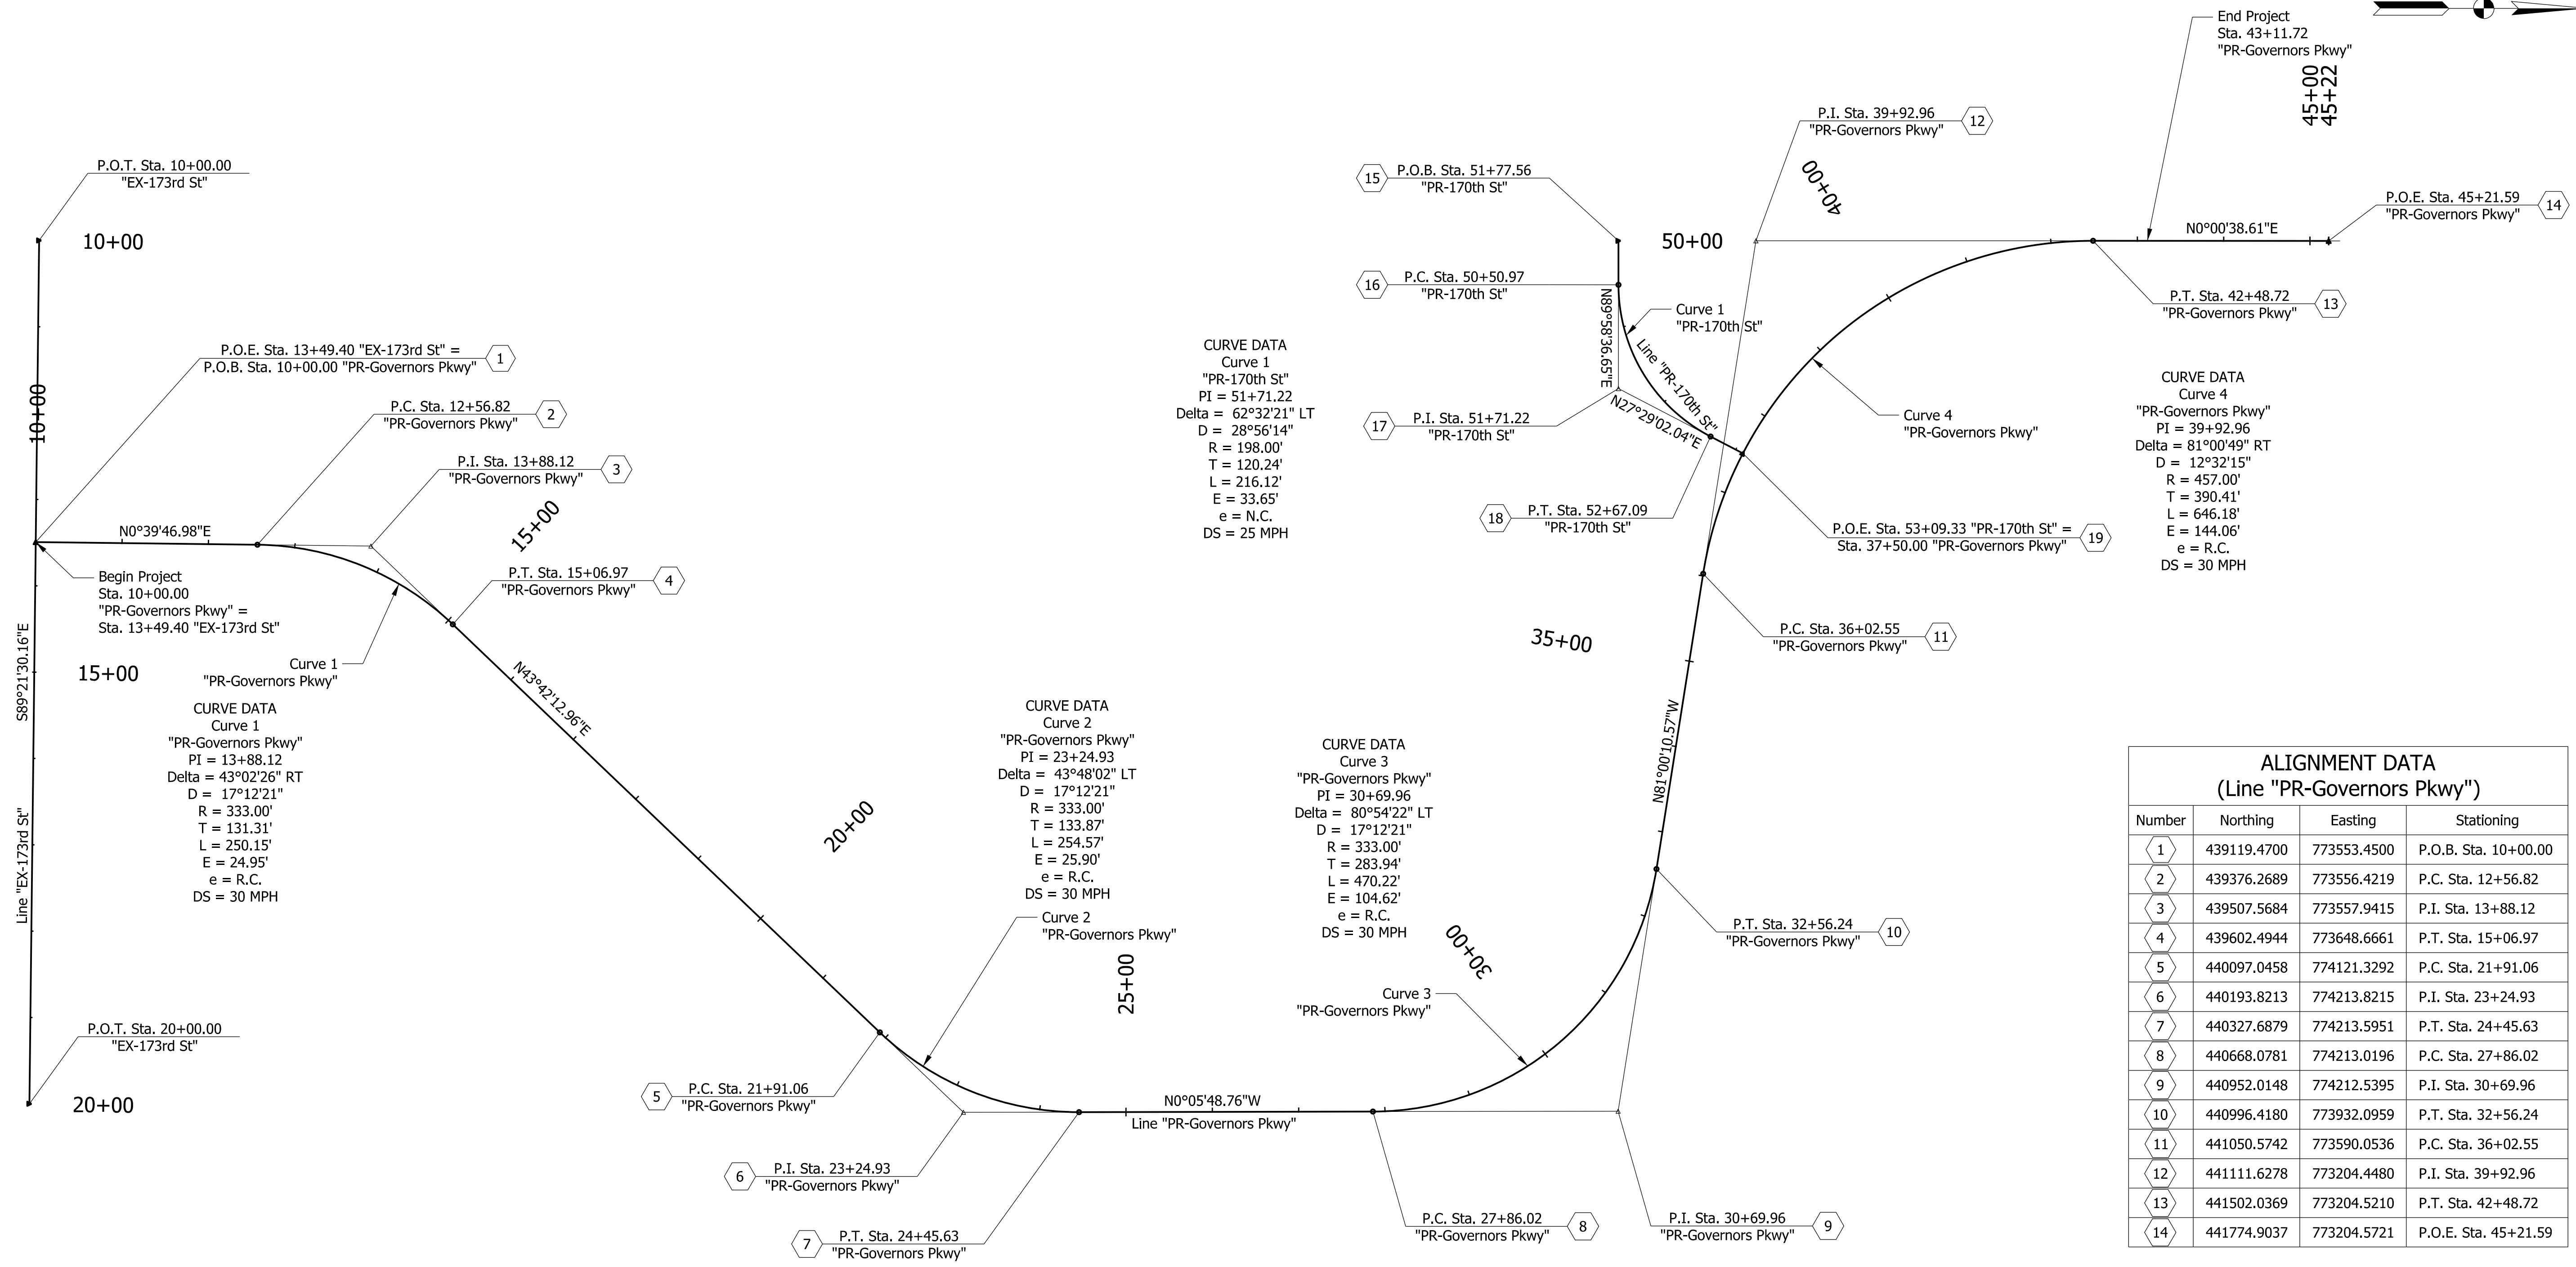 End Project
Sta. 43+11.72
"PR-Governors Pkwy"
45+00
45+22
P.I. Sta. 39+92.96
"PR-Governors Pkwy"
12
40+00
P.O.T. Sta. 10+00.00
"EX-173rd St"
10+00
15
P.O.B. Sta. 51+77.56
"PR-170th St"
50+00
P.O.E. Sta. 45+21.59
"PR-Governors Pkwy"
14
N0°00'38.61"E
16
P.C. Sta. 50+50.97
"PR-170th St"
P.T. Sta. 42+48.72
"PR-Governors Pkwy"
13
N89°58'36.65"E
Curve 1
"PR-170th St"
Line "PR-170th St"
N27°29'02.04"E
17
P.I. Sta. 51+71.22
"PR-170th St"
18
P.T. Sta. 52+67.09
"PR-170th St"
P.O.E. Sta. 53+09.33 "PR-170th St" =
Sta. 37+50.00 "PR-Governors Pkwy"
19
Curve 4
"PR-Governors Pkwy"
CURVE DATA
Curve 1
"PR-170th St"
PI = 51+71.22
Delta = 62°32'21" LT
D = 28°56'14"
R = 198.00'
T = 120.24'
L = 216.12'
E = 33.65'
e = N.C.
DS = 25 MPH
CURVE DATA
Curve 4
"PR-Governors Pkwy"
PI = 39+92.96
Delta = 81°00'49" RT
D = 12°32'15"
R = 457.00'
T = 390.41'
L = 646.18'
E = 144.06'
e = R.C.
DS = 30 MPH
P.O.E. Sta. 13+49.40 "EX-173rd St" =
P.O.B. Sta. 10+00.00 "PR-Governors Pkwy"
1
10+00
P.C. Sta. 12+56.82
"PR-Governors Pkwy"
2
P.I. Sta. 13+88.12
"PR-Governors Pkwy"
3
15+00
N0°39'46.98"E
P.T. Sta. 15+06.97
"PR-Governors Pkwy"
4
Begin Project
Sta. 10+00.00
"PR-Governors Pkwy" =
Sta. 13+49.40 "EX-173rd St"
S89°21'30.16"E
15+00
Curve 1
"PR-Governors Pkwy"
N43°42'12.96"E
CURVE DATA
Curve 1
"PR-Governors Pkwy"
PI = 13+88.12
Delta = 43°02'26" RT
D = 17°12'21"
R = 333.00'
T = 131.31'
L = 250.15'
E = 24.95'
e = R.C.
DS = 30 MPH
Line "EX-173rd St"
20+00
CURVE DATA
Curve 2
"PR-Governors Pkwy"
PI = 23+24.93
Delta = 43°48'02" LT
D = 17°12'21"
R = 333.00'
T = 133.87'
L = 254.57'
E = 25.90'
e = R.C.
DS = 30 MPH
Curve 2
"PR-Governors Pkwy"
25+00
CURVE DATA
Curve 3
"PR-Governors Pkwy"
PI = 30+69.96
Delta = 80°54'22" LT
D = 17°12'21"
R = 333.00'
T = 283.94'
L = 470.22'
E = 104.62'
e = R.C.
DS = 30 MPH
30+00
Curve 3
"PR-Governors Pkwy"
35+00
P.C. Sta. 36+02.55
"PR-Governors Pkwy"
11
N81°00'10.57"W
P.T. Sta. 32+56.24
"PR-Governors Pkwy"
10
P.O.T. Sta. 20+00.00
"EX-173rd St"
20+00
5
P.C. Sta. 21+91.06
"PR-Governors Pkwy"
N0°05'48.76"W
Line "PR-Governors Pkwy"
6
P.I. Sta. 23+24.93
"PR-Governors Pkwy"
7
P.T. Sta. 24+45.63
"PR-Governors Pkwy"
P.C. Sta. 27+86.02
"PR-Governors Pkwy"
8
P.I. Sta. 30+69.96
"PR-Governors Pkwy"
9
ALIGNMENT DATA
(Line "PR-Governors Pkwy")
Number Northing Easting Stationing
1 439119.4700 773553.4500 P.O.B. Sta. 10+00.00
2 439376.2689 773556.4219 P.C. Sta. 12+56.82
3 439507.5684 773557.9415 P.I. Sta. 13+88.12
4 439602.4944 773648.6661 P.T. Sta. 15+06.97
5 440097.0458 774121.3292 P.C. Sta. 21+91.06
6 440193.8213 774213.8215 P.I. Sta. 23+24.93
7 440327.6879 774213.5951 P.T. Sta. 24+45.63
8 440668.0781 774213.0196 P.C. Sta. 27+86.02
9 440952.0148 774212.5395 P.I. Sta. 30+69.96
10 440996.4180 773932.0959 P.T. Sta. 32+56.24
11 441050.5742 773590.0536 P.C. Sta. 36+02.55
12 441111.6278 773204.4480 P.I. Sta. 39+92.96
13 441502.0369 773204.5210 P.T. Sta. 42+48.72
14 441774.9037 773204.5721 P.O.E. Sta. 45+21.59